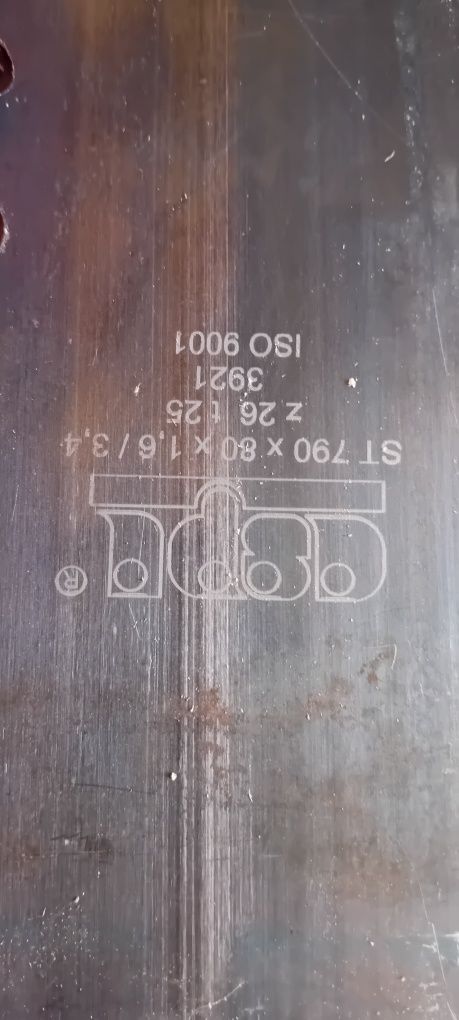 ®
ST 790 x 80 x 1,6 / 3,4
z 26 t 25
3921
ISO 9001